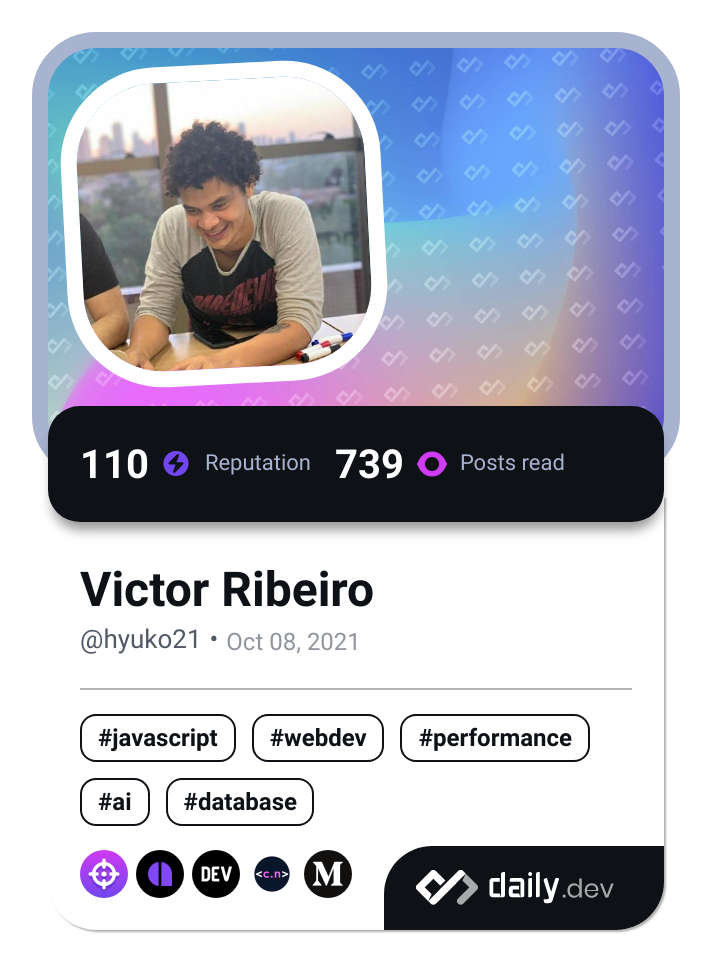 DAREDEVIL
110 Reputation 739 Posts read
Victor Ribeiro
@hyuko21 • Oct 08, 2021
#javascript #webdev #performance
#ai #database
DEV <c.n> M
daily.dev